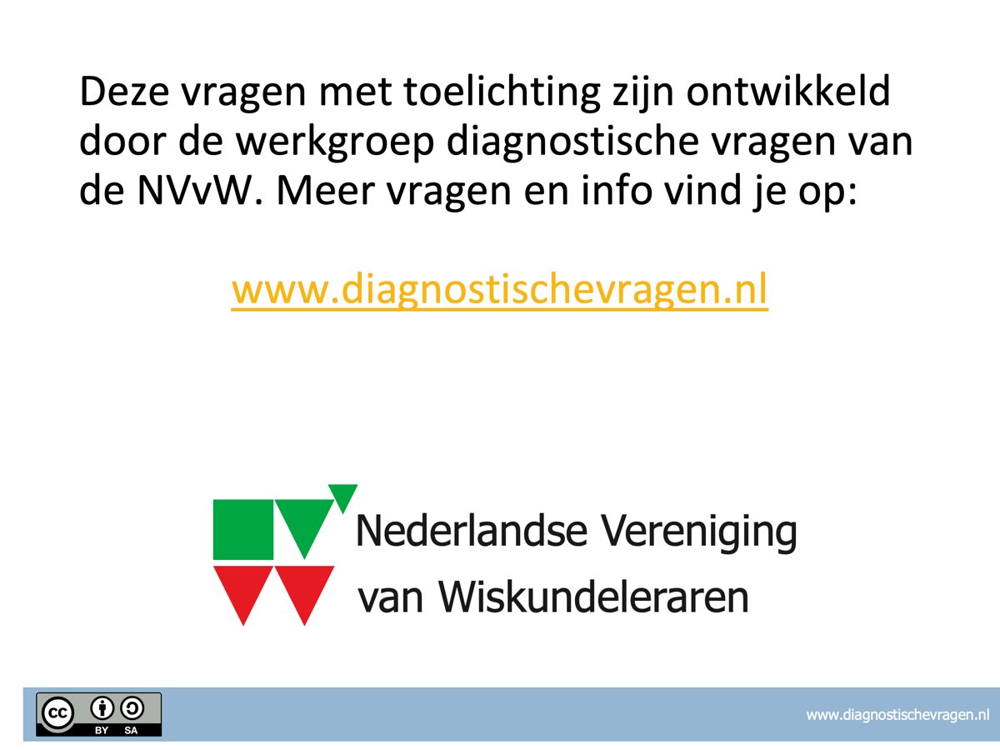 Deze vragen met toelichting zijn ontwikkeld
door de werkgroep diagnostische vragen van
de NVvW. Meer vragen en info vind je op:
www.diagnostischevragen.nl
Nederlandse Vereniging
van Wiskundeleraren
cc
BY SA
www.diagnostischevragen.nl